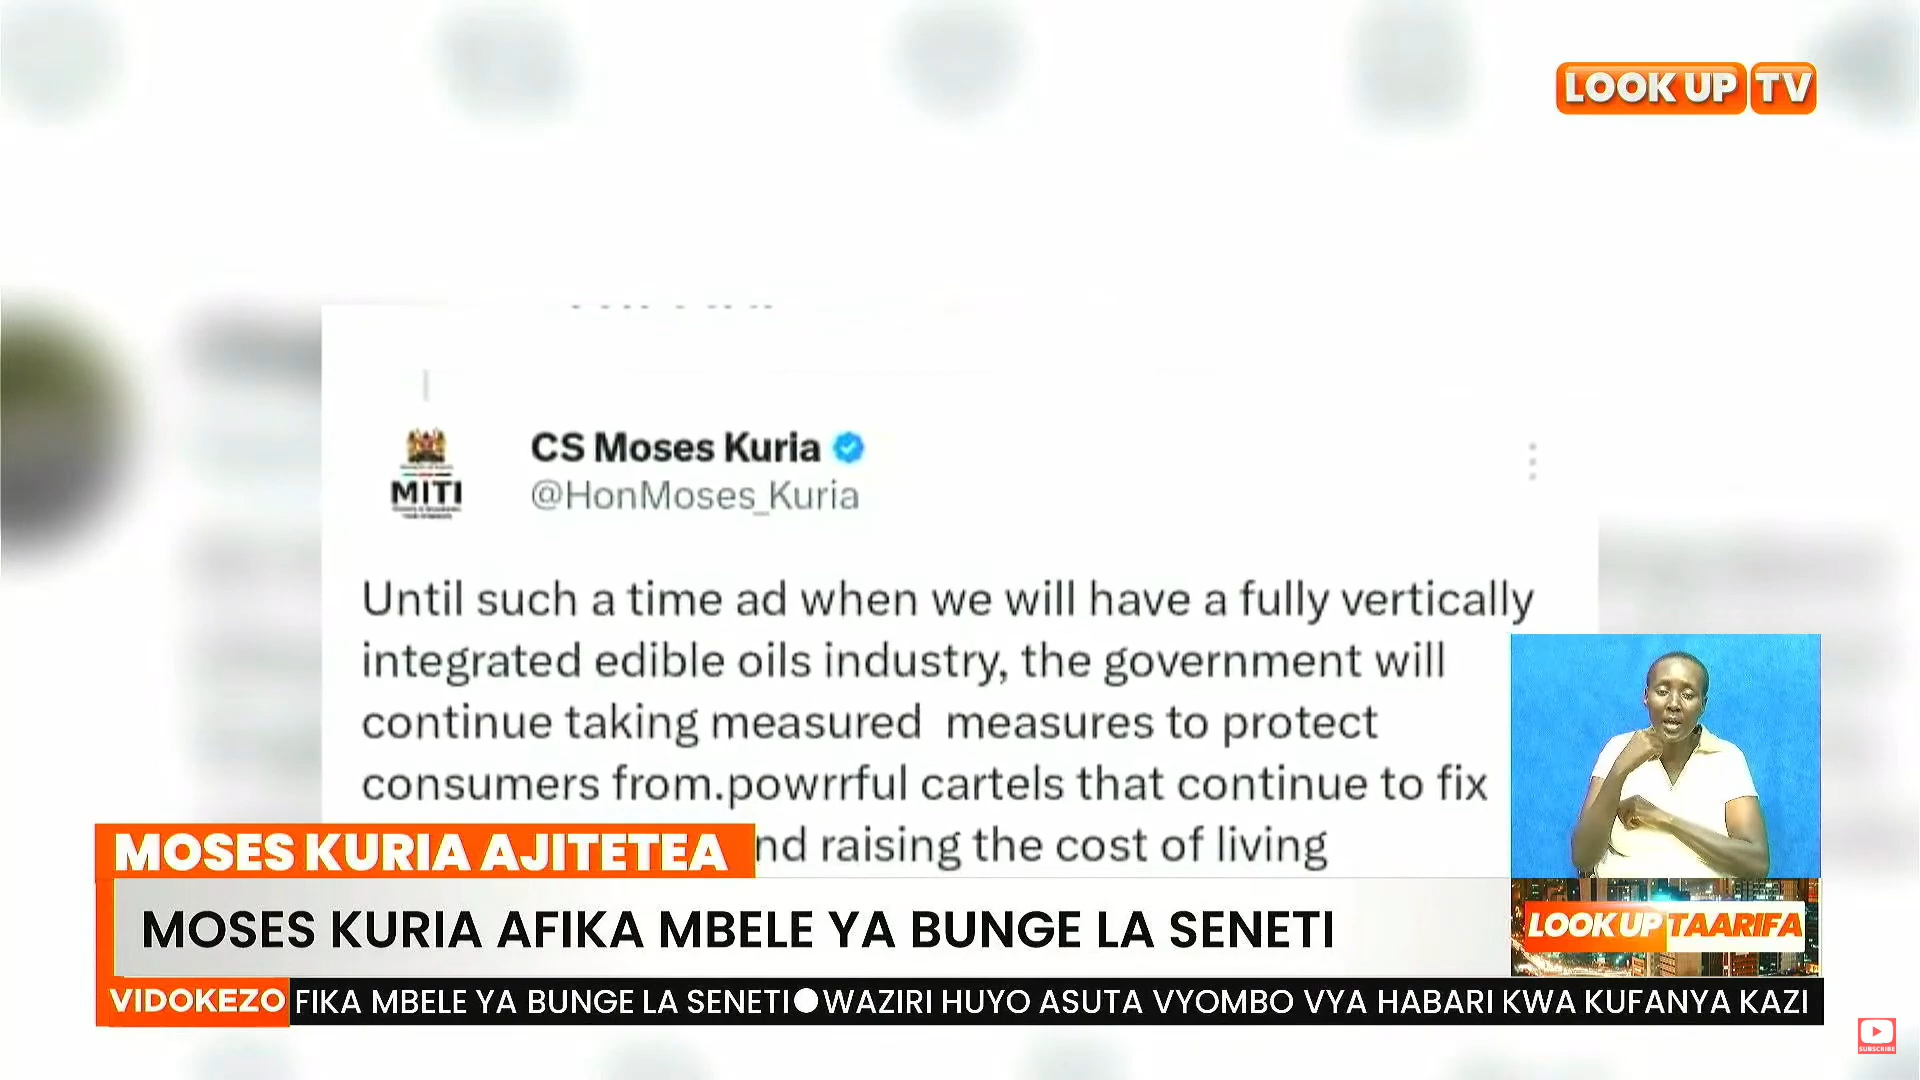 LOOK UP TV
CS Moses Kuria
@HonMoses_Kuria
MITI
Until such a time ad when we will have a fully vertically
integrated edible oils industry, the government will
continue taking measured  measures to protect
consumers from.powrrful cartels that continue to fix
nd raising the cost of living
MOSES KURIA AJITETEA
MOSES KURIA AFIKA MBELE YA BUNGE LA SENETI
LOOK UP TAARIFA
VIDOKEZO FIKA MBELE YA BUNGE LA SENETI●WAZIRI HUYO ASUTA VYOMBO VYA HABARI KWA KUFANYA KAZI
SUBSCRIBE